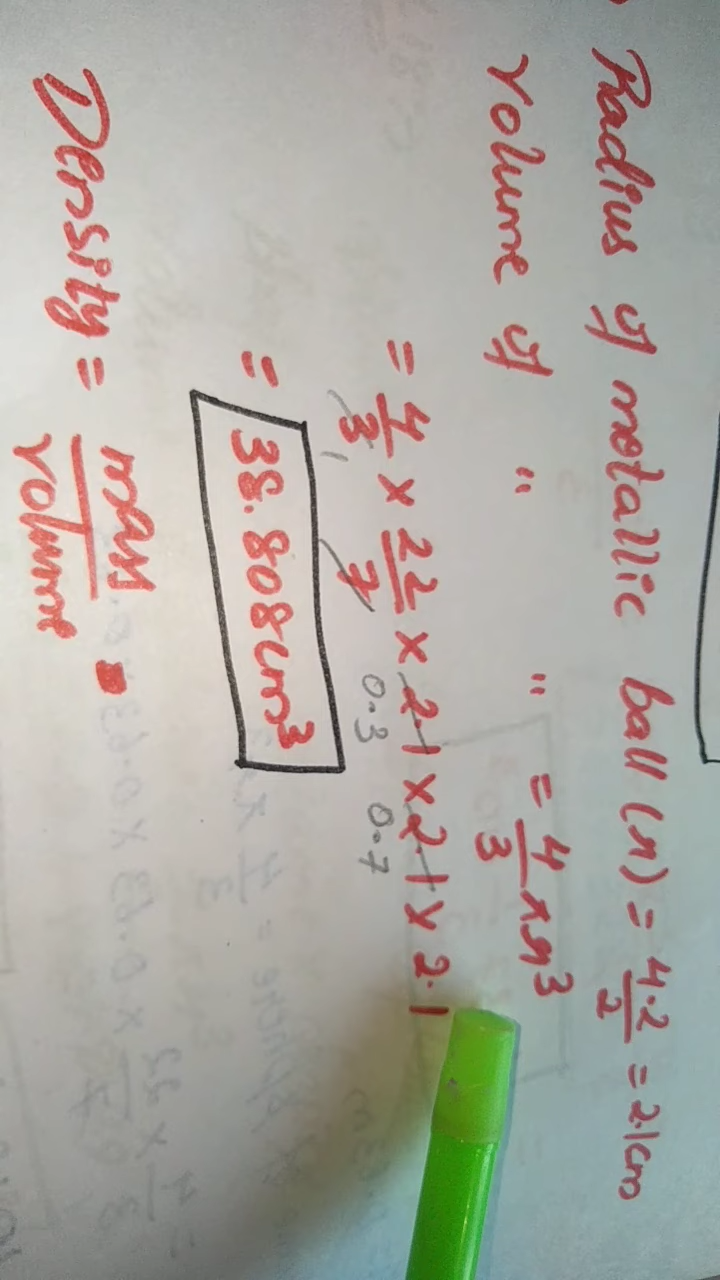 Radius of metallic ball (r) = 4.2/2 = 2.1cm
Volume of " " = 4/3 πr³
= 4/3 × 22/7 × 2.1 × 2.1 × 2.1
1 0.3 0.7
= 38.808cm³
Density = mass/volume